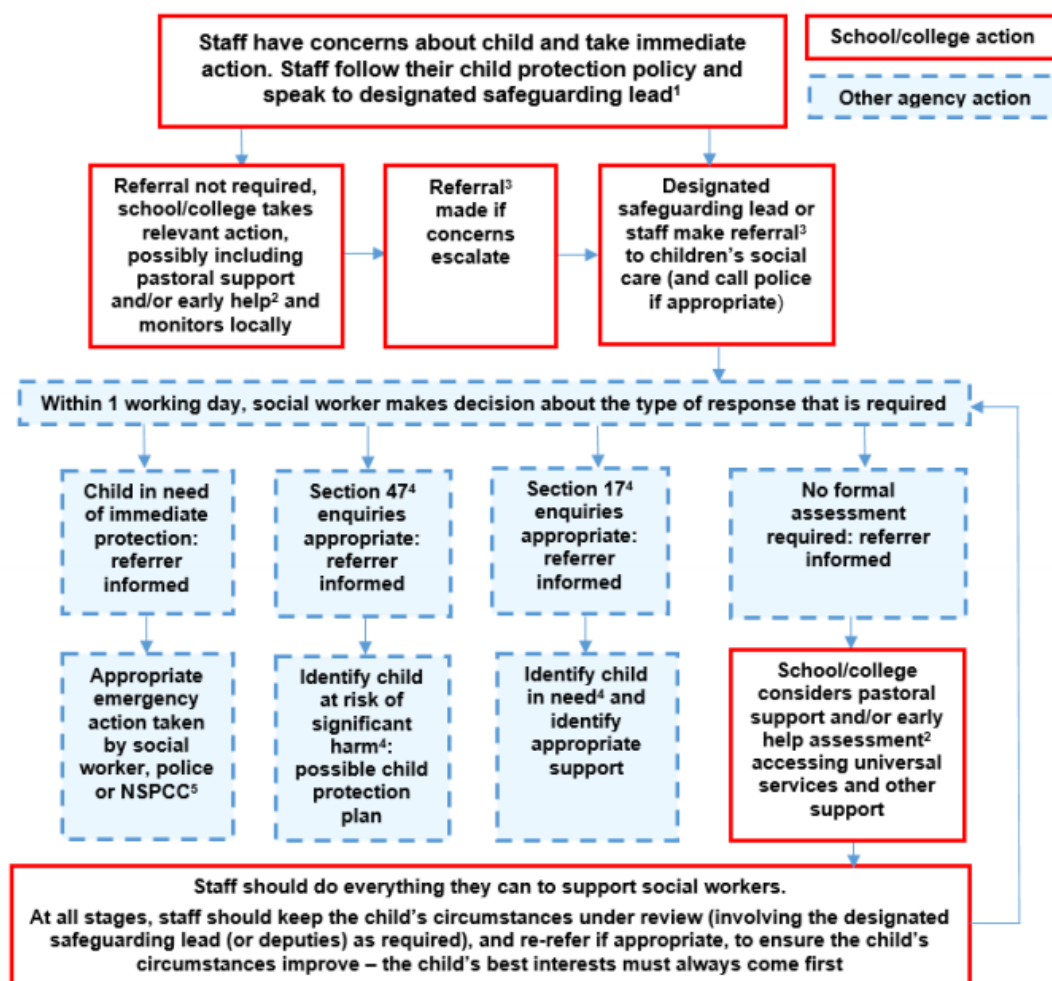 Staff have concerns about child and take immediate
action. Staff follow their child protection policy and
speak to designated safeguarding lead¹
School/college action
Other agency action
Referral not required,
school/college takes
relevant action,
possibly including
pastoral support
and/or early help² and
monitors locally
Referral³
made if
concerns
escalate
Designated
safeguarding lead or
staff make referral³
to children’s social
care (and call police
if appropriate)
Within 1 working day, social worker makes decision about the type of response that is required
Child in need
of immediate
protection:
referrer
informed
Section 47⁴
enquiries
appropriate:
referrer
informed
Section 17⁴
enquiries
appropriate:
referrer
informed
No formal
assessment
required: referrer
informed
Appropriate
emergency
action taken
by social
worker, police
or NSPCC⁵
Identify child
at risk of
significant
harm⁴:
possible child
protection
plan
Identify child
in need⁴ and
identify
appropriate
support
School/college
considers pastoral
support and/or early
help assessment²
accessing universal
services and other
support
Staff should do everything they can to support social workers.
At all stages, staff should keep the child’s circumstances under review (involving the designated
safeguarding lead (or deputies) as required), and re-refer if appropriate, to ensure the child’s
circumstances improve – the child’s best interests must always come first